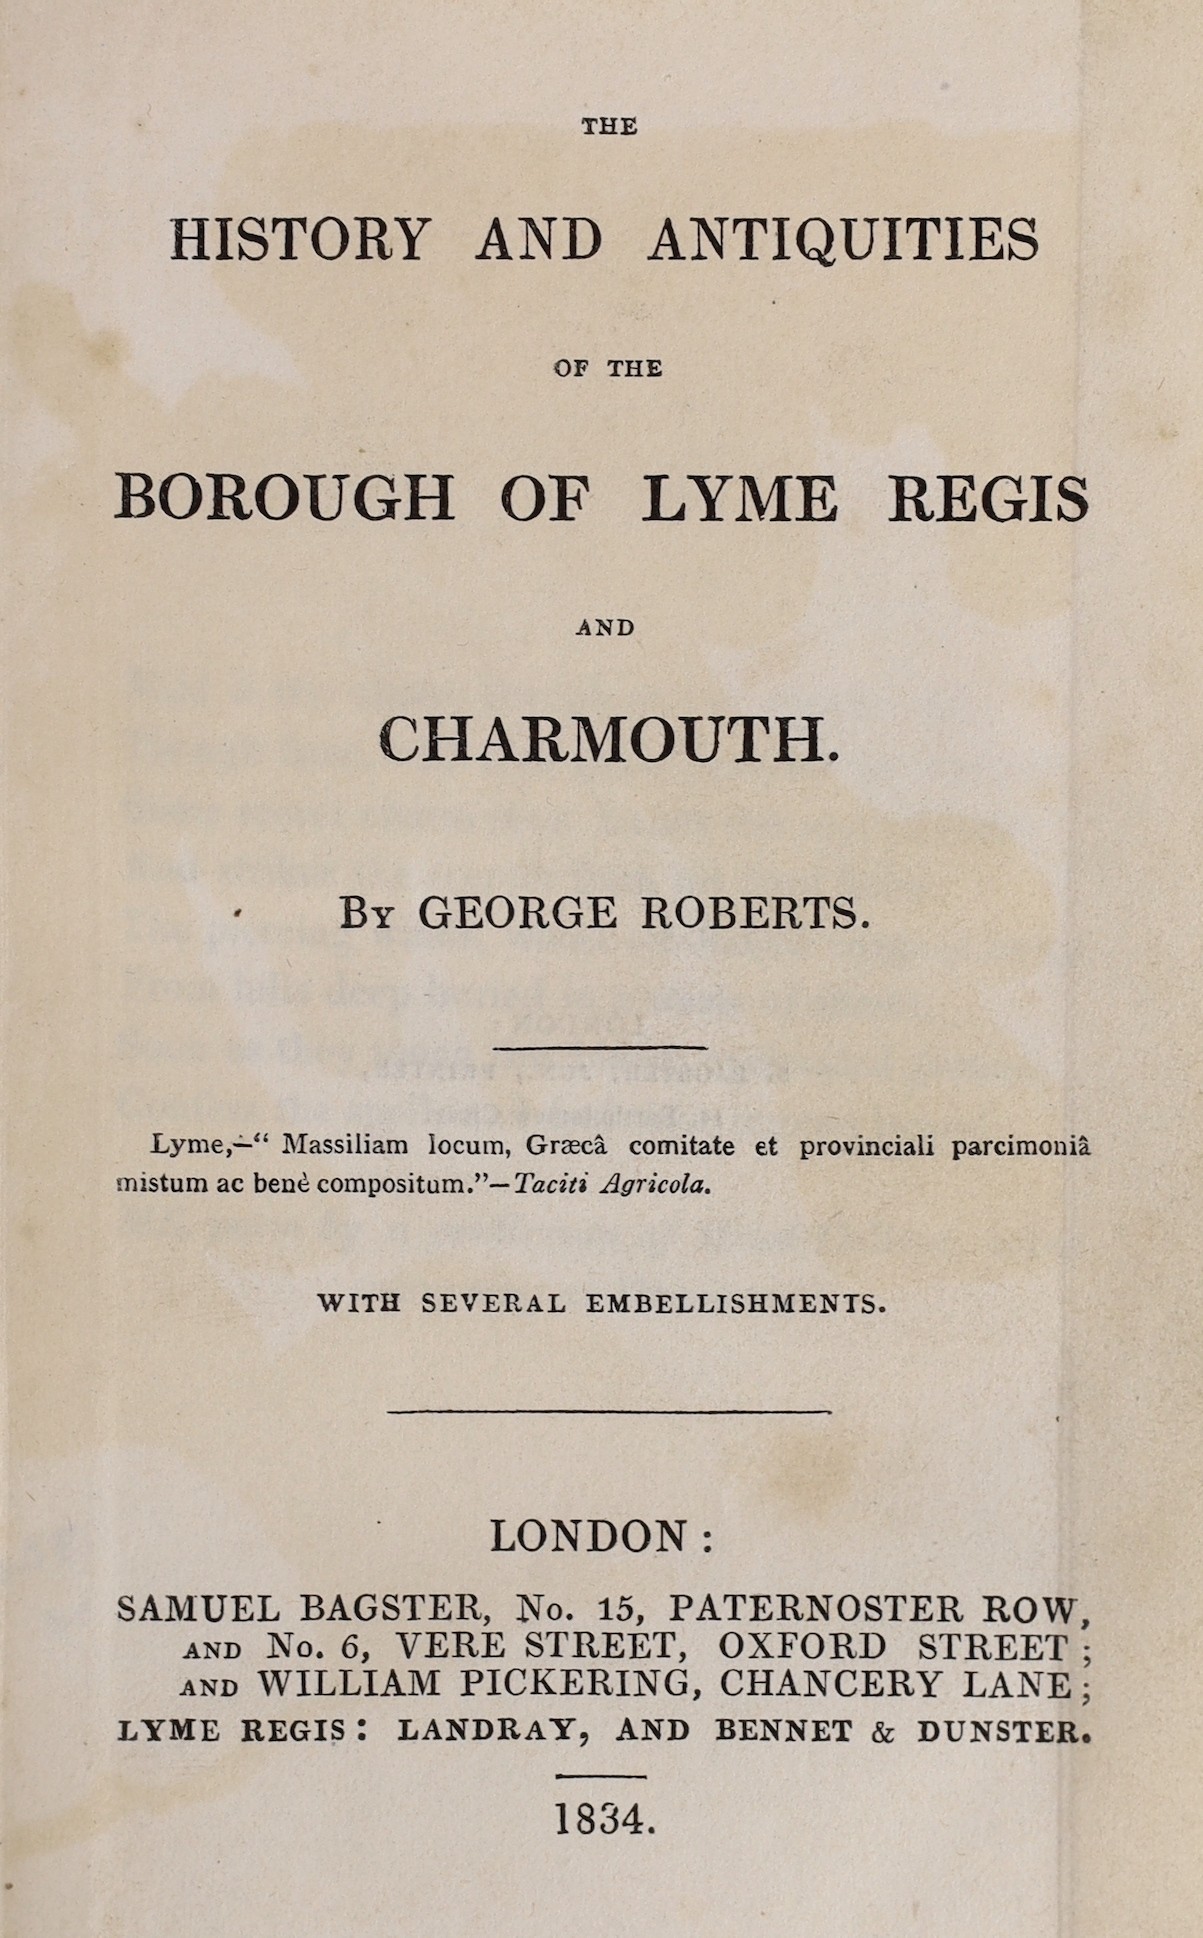 THE
HISTORY AND ANTIQUITIES
OF THE
BOROUGH OF LYME REGIS
AND
CHARMOUTH.
By GEORGE ROBERTS.
Lyme,—“ Massiliam locum, Græcâ comitate et provinciali parcimoniâ
mistum ac benè compositum.”—Taciti Agricola.
WITH SEVERAL EMBELLISHMENTS.
LONDON:
SAMUEL BAGSTER, No. 15, PATERNOSTER ROW,
AND No. 6, VERE STREET, OXFORD STREET;
AND WILLIAM PICKERING, CHANCERY LANE;
LYME REGIS: LANDRAY, AND BENNET & DUNSTER.
1834.